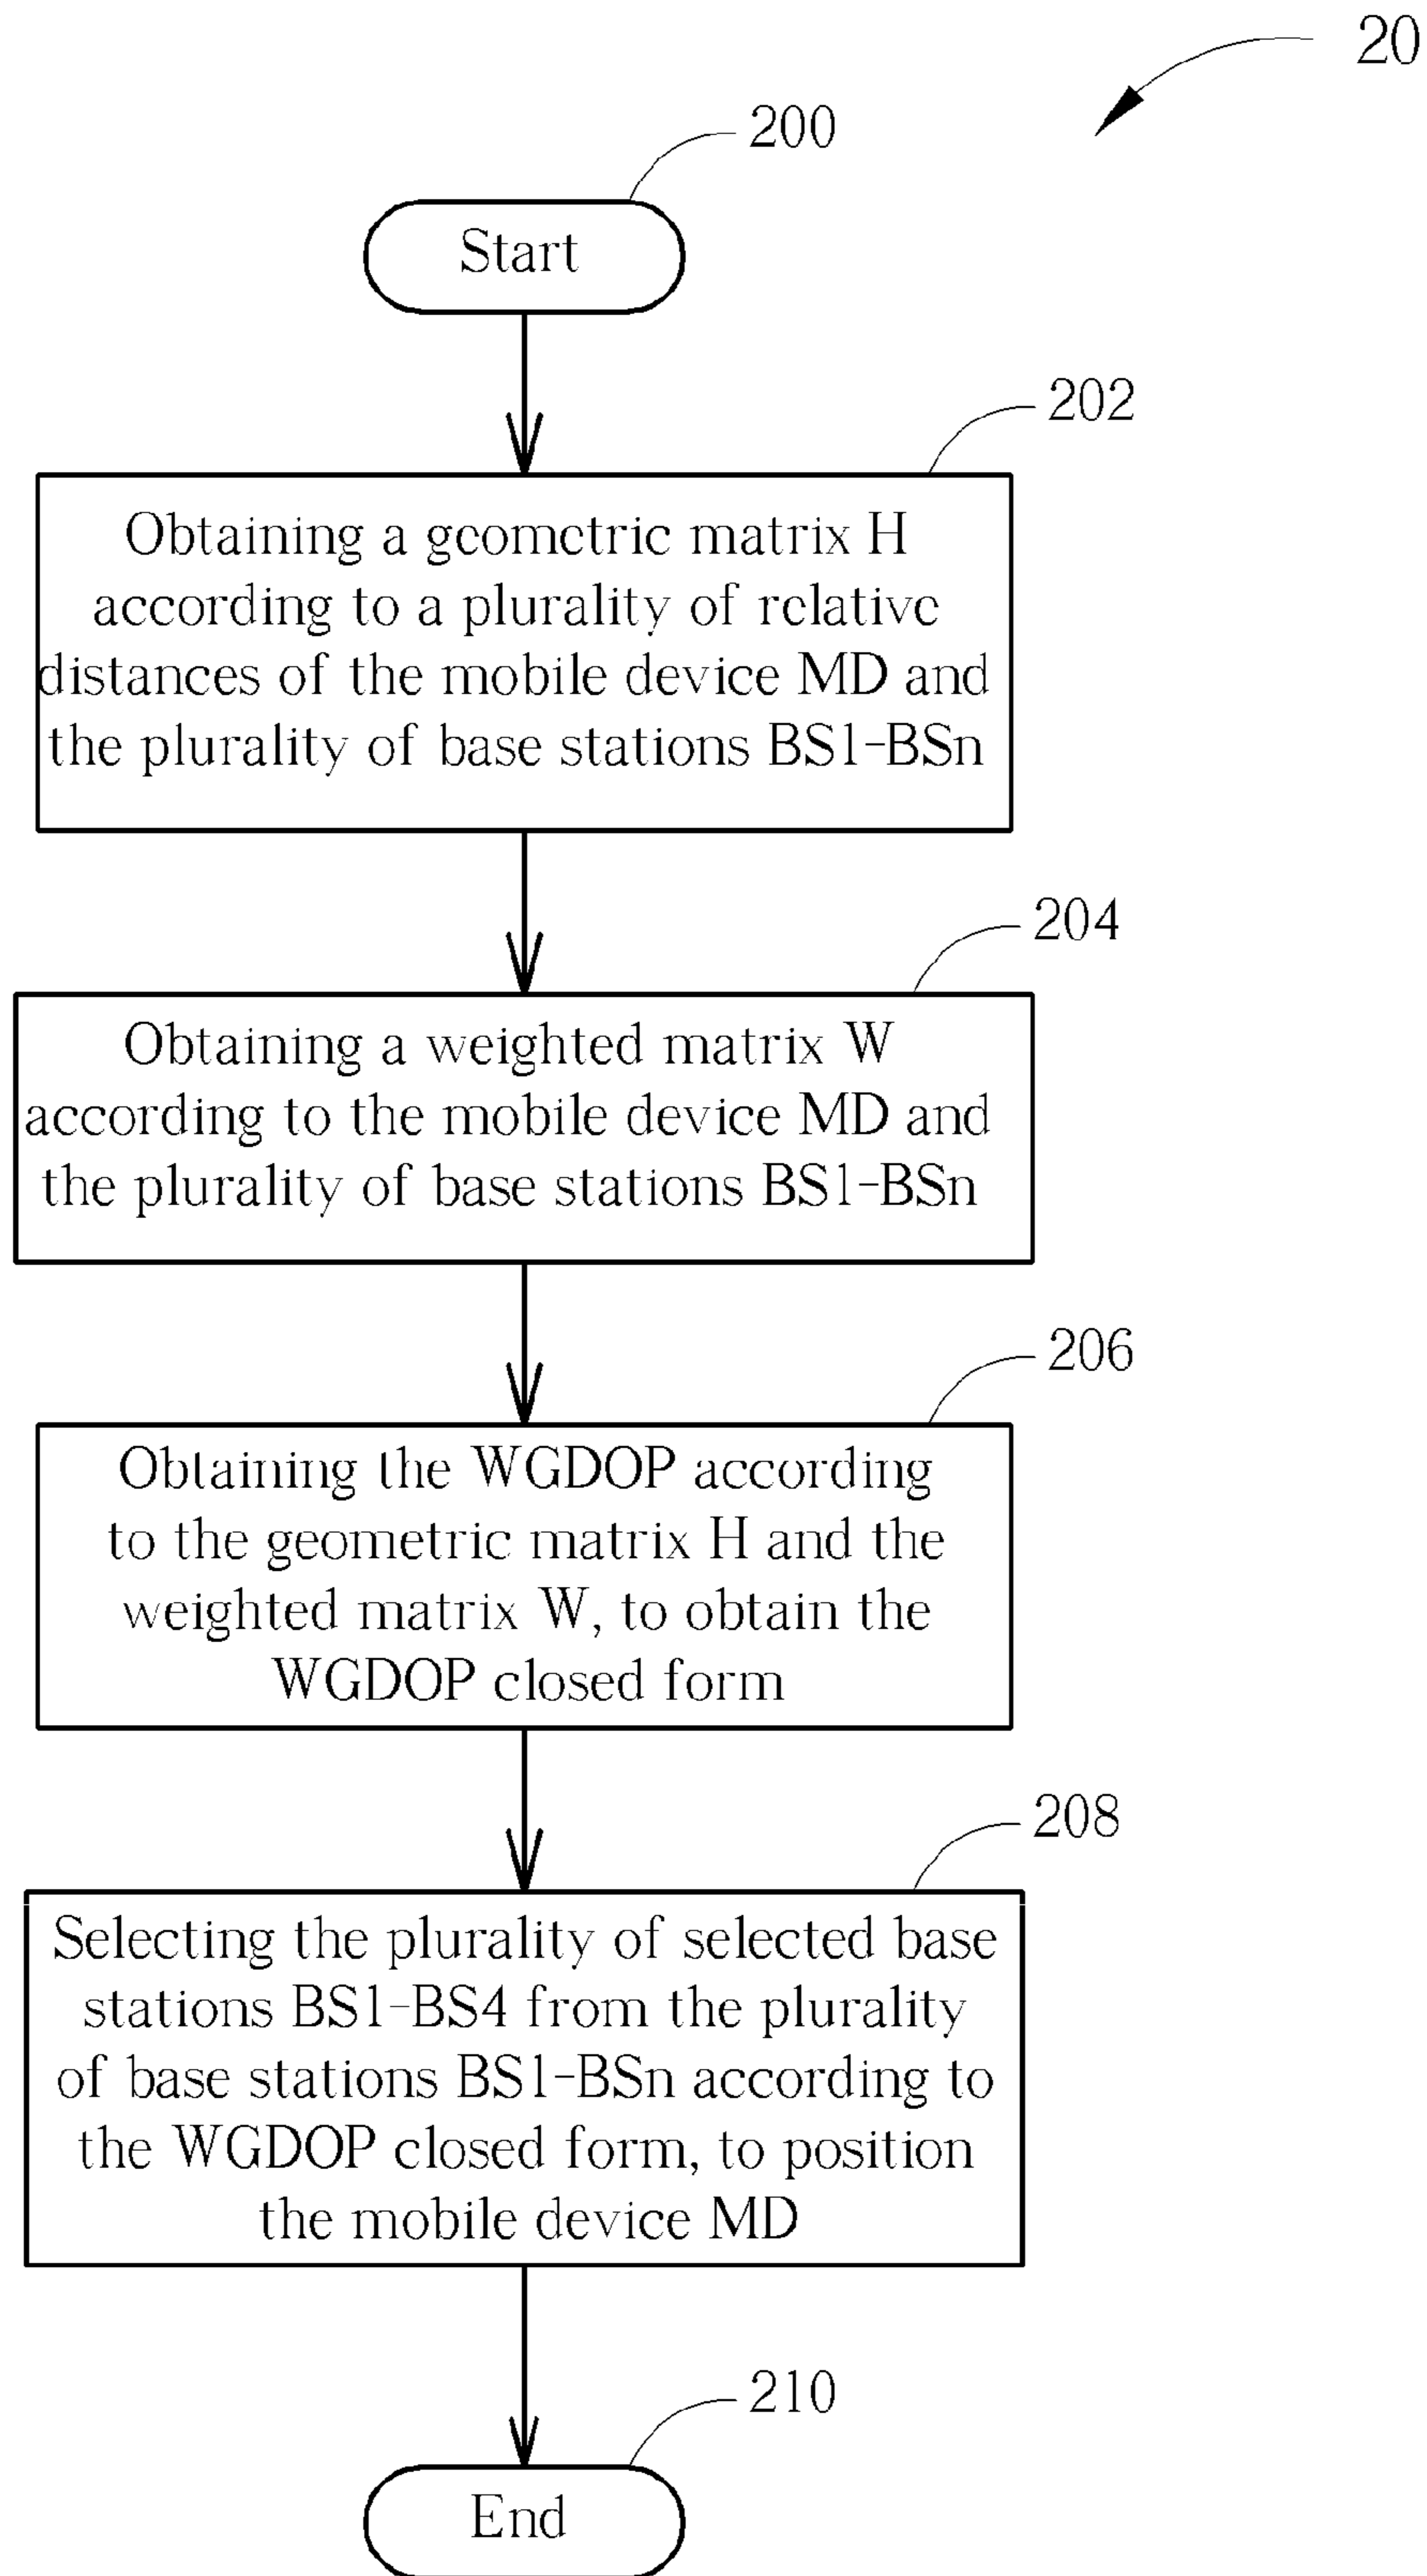 20
200
Start
202
Obtaining a geometric matrix H
according to a plurality of relative
distances of the mobile device MD and
the plurality of base stations BS1-BSn
204
Obtaining a weighted matrix W
according to the mobile device MD and
the plurality of base stations BS1-BSn
206
Obtaining the WGDOP according
to the geometric matrix H and the
weighted matrix W, to obtain the
WGDOP closed form
208
Selecting the plurality of selected base
stations BS1-BS4 from the plurality
of base stations BS1-BSn according to
the WGDOP closed form, to position
the mobile device MD
210
End